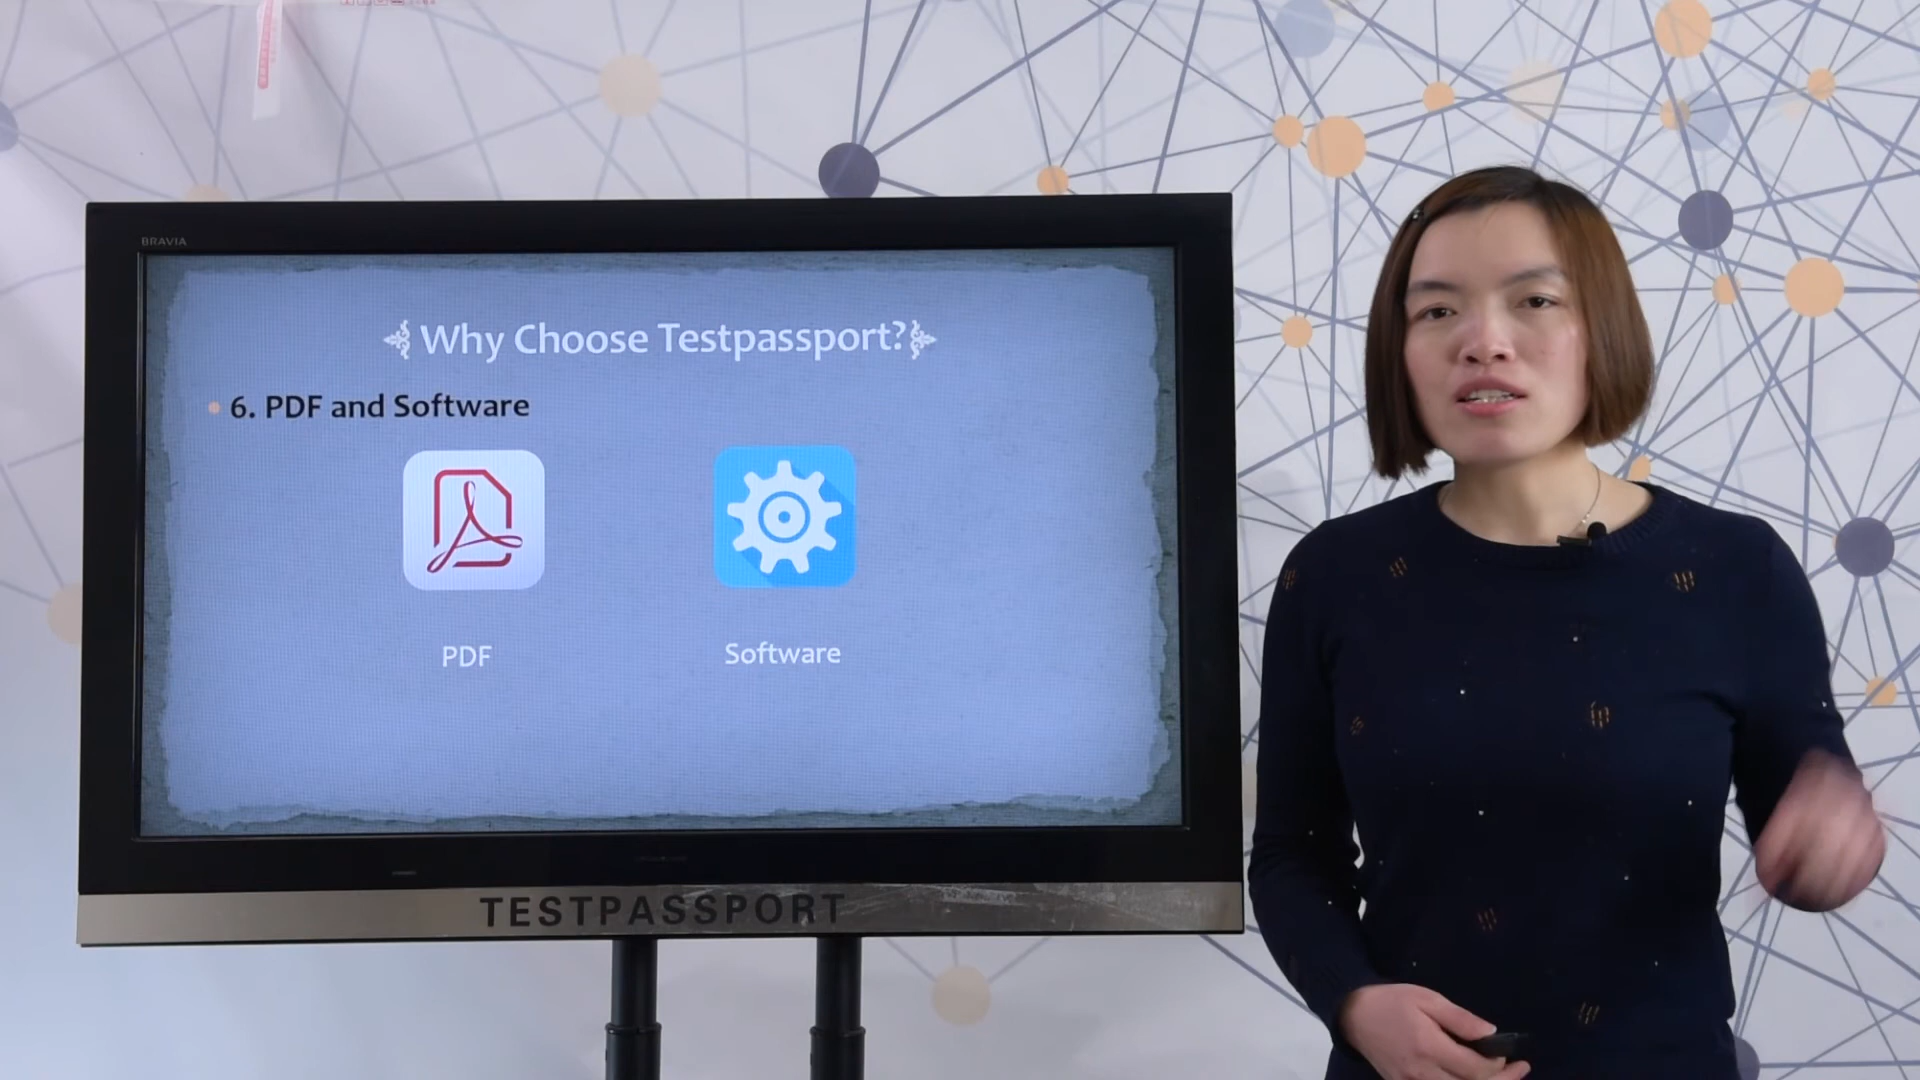 BRAVIA
Why Choose Testpassport?
6. PDF and Software
PDF
Software
TESTPASSPORT